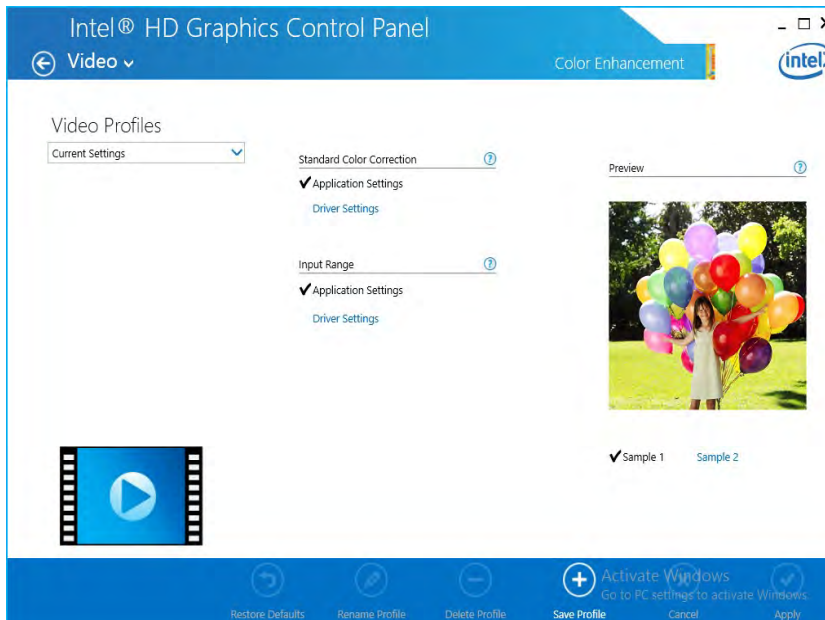 Intel® HD Graphics Control Panel
Video
Color Enhancement
intel
Video Profiles
Current Settings
Standard Color Correction
?
Application Settings
Driver Settings
Input Range
?
Application Settings
Driver Settings
Preview
?
Sample 1
Sample 2
Activate Windows
Go to PC settings to activate Windows.
Restore Defaults
Rename Profile
Delete Profile
Save Profile
Cancel
Apply